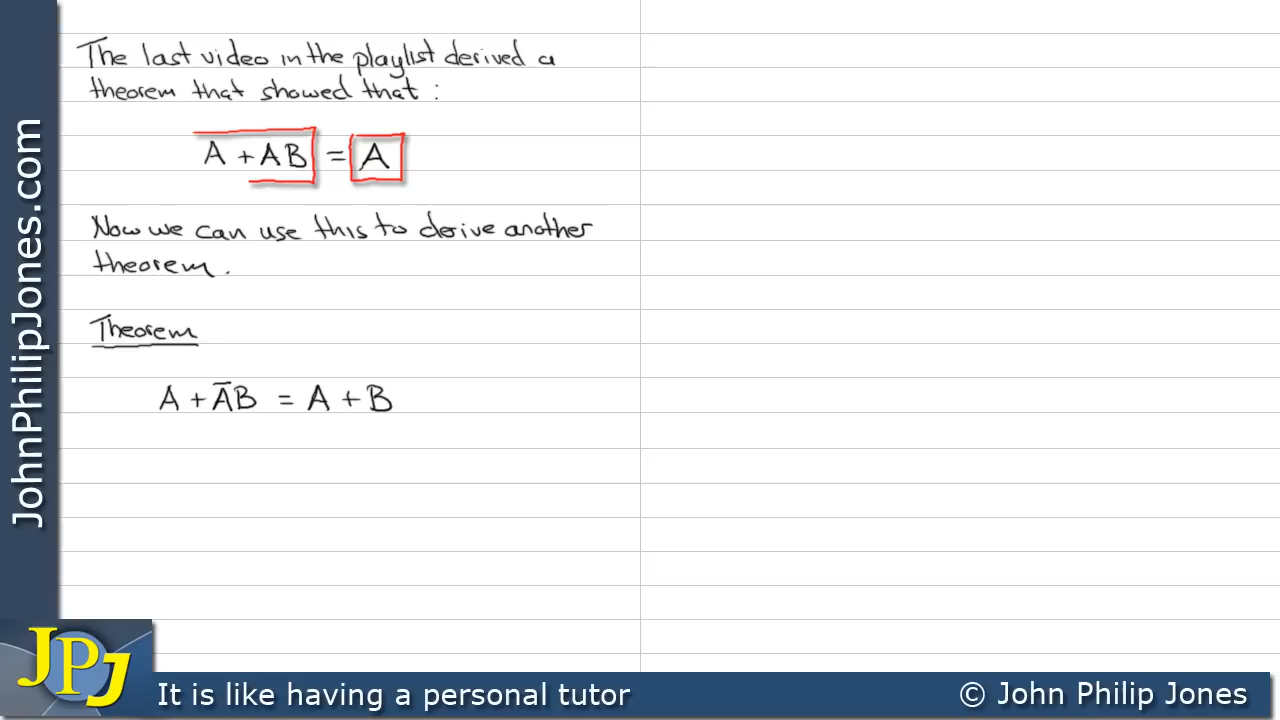 The last video in the playlist derived a
theorem that showed that :
A + AB = A
Now we can use this to derive another
theorem.
Theorem
A + A̅B = A + B
JohnPhilipJones.com
JPJ
It is like having a personal tutor
© John Philip Jones